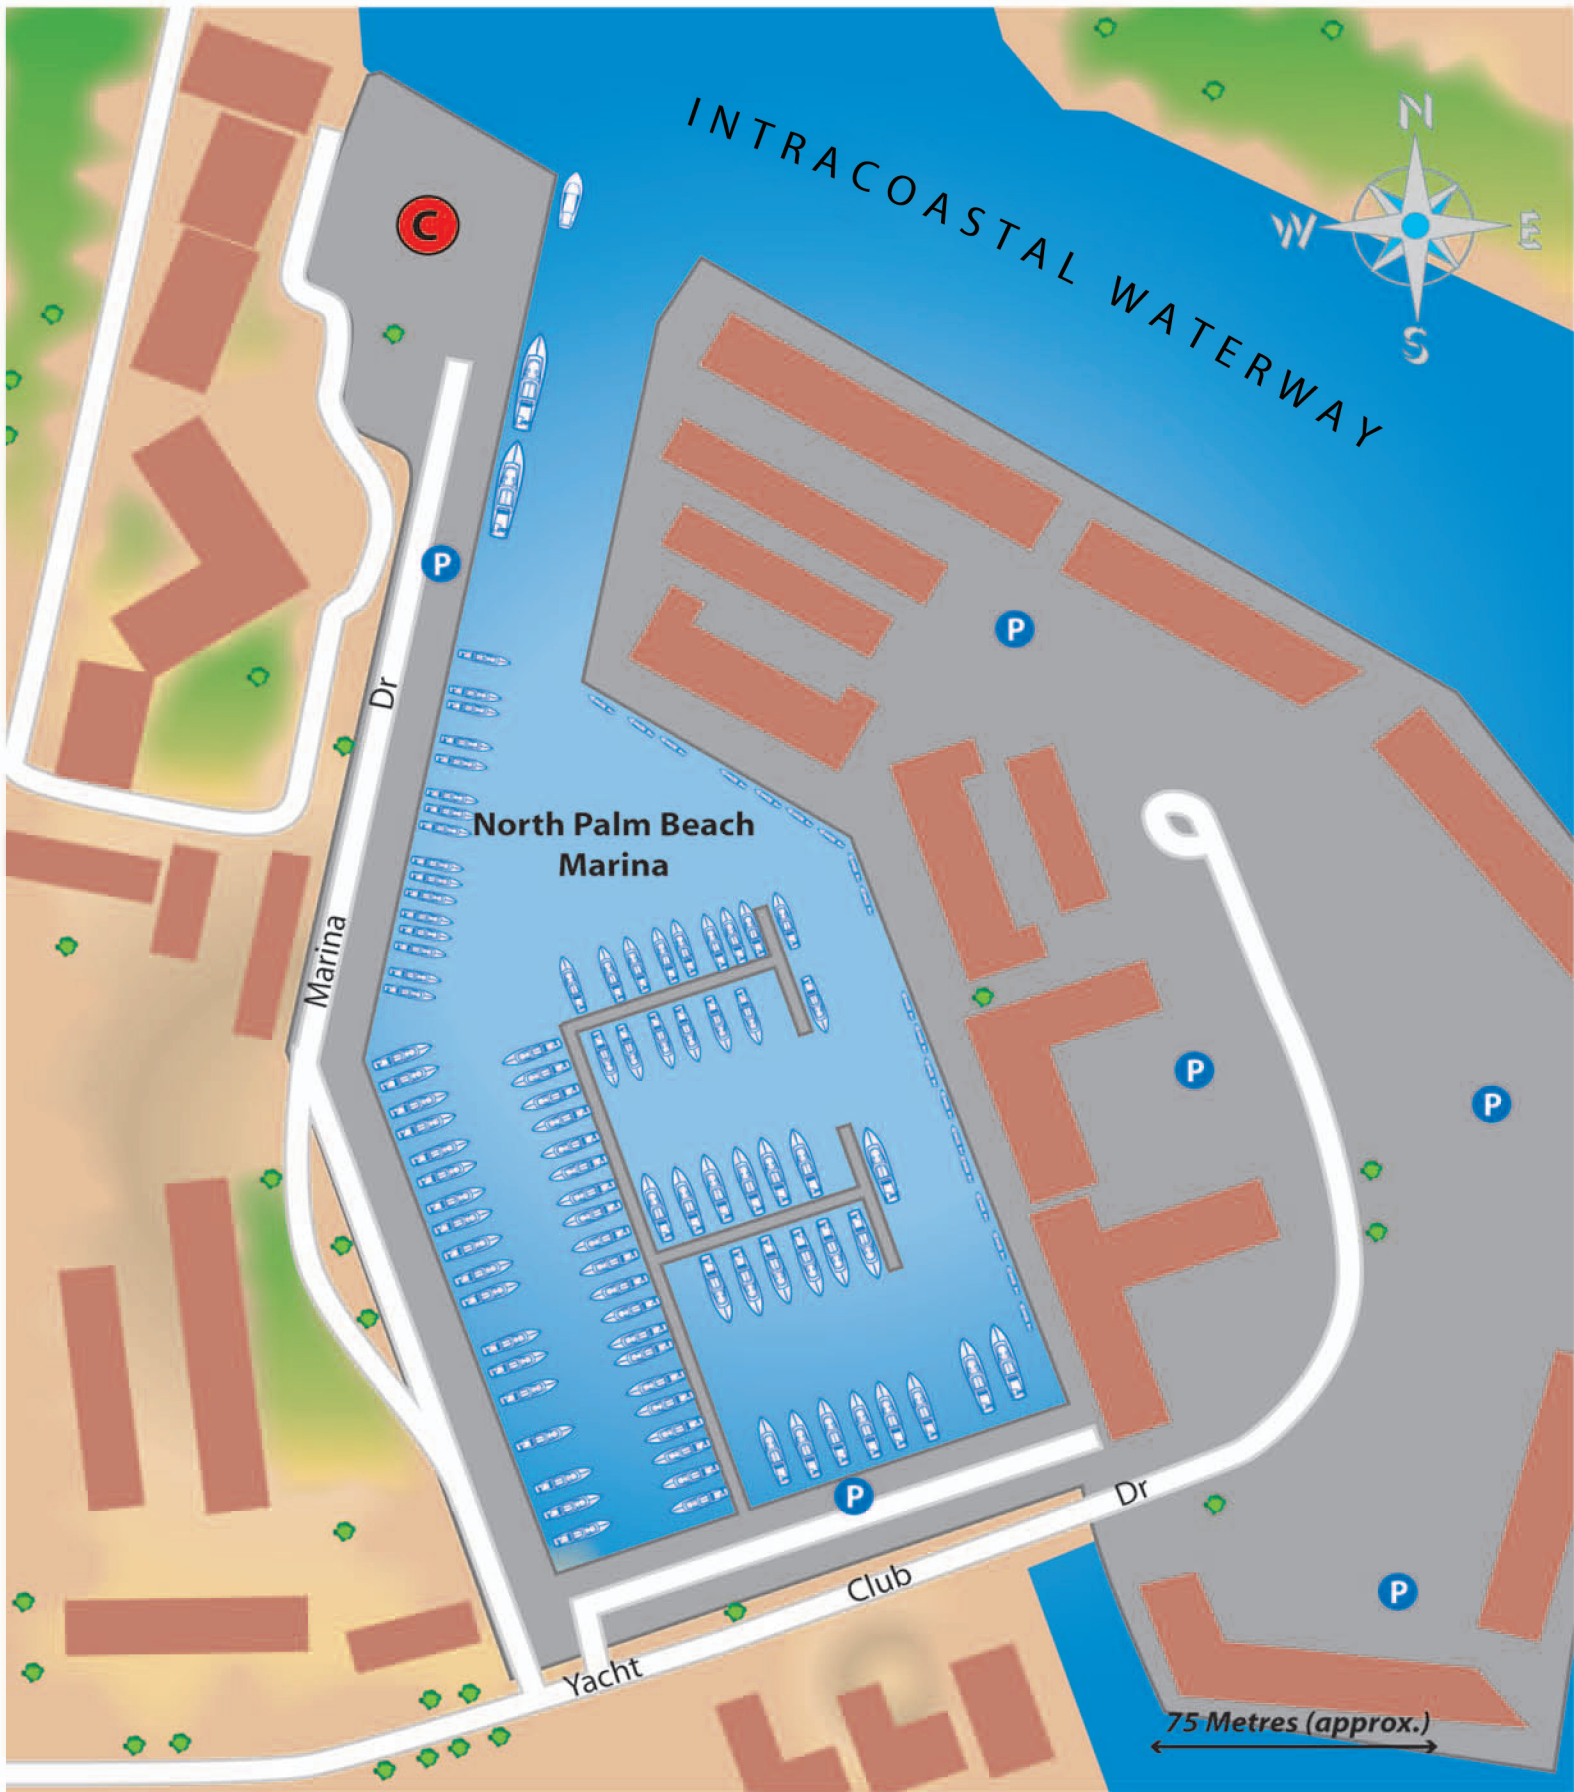 INTRACOASTAL WATERWAY
N
W
E
S
C
P
P
Dr
North Palm Beach
Marina
Marina
P
P
P
Dr
Club
P
Yacht
75 Metres (approx.)